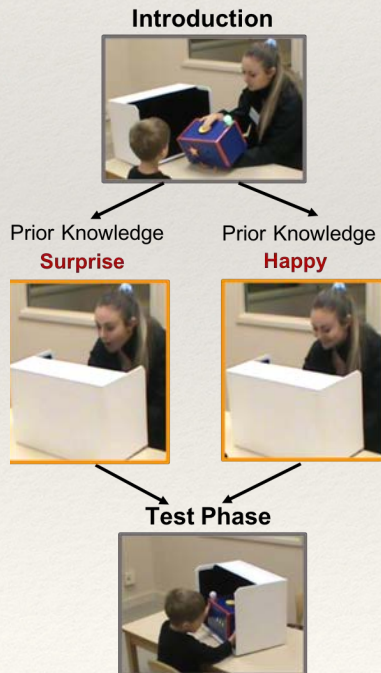 Introduction
Prior Knowledge
Surprise
Prior Knowledge
Happy
Test Phase